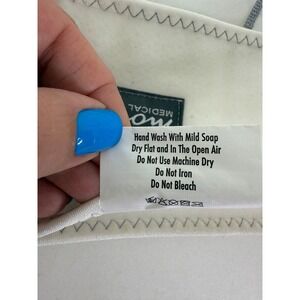 MEDICAL
Hand Wash With Mild Soap
Dry Flat and In The Open Air
Do Not Use Machine Dry
Do Not Iron
Do Not Bleach